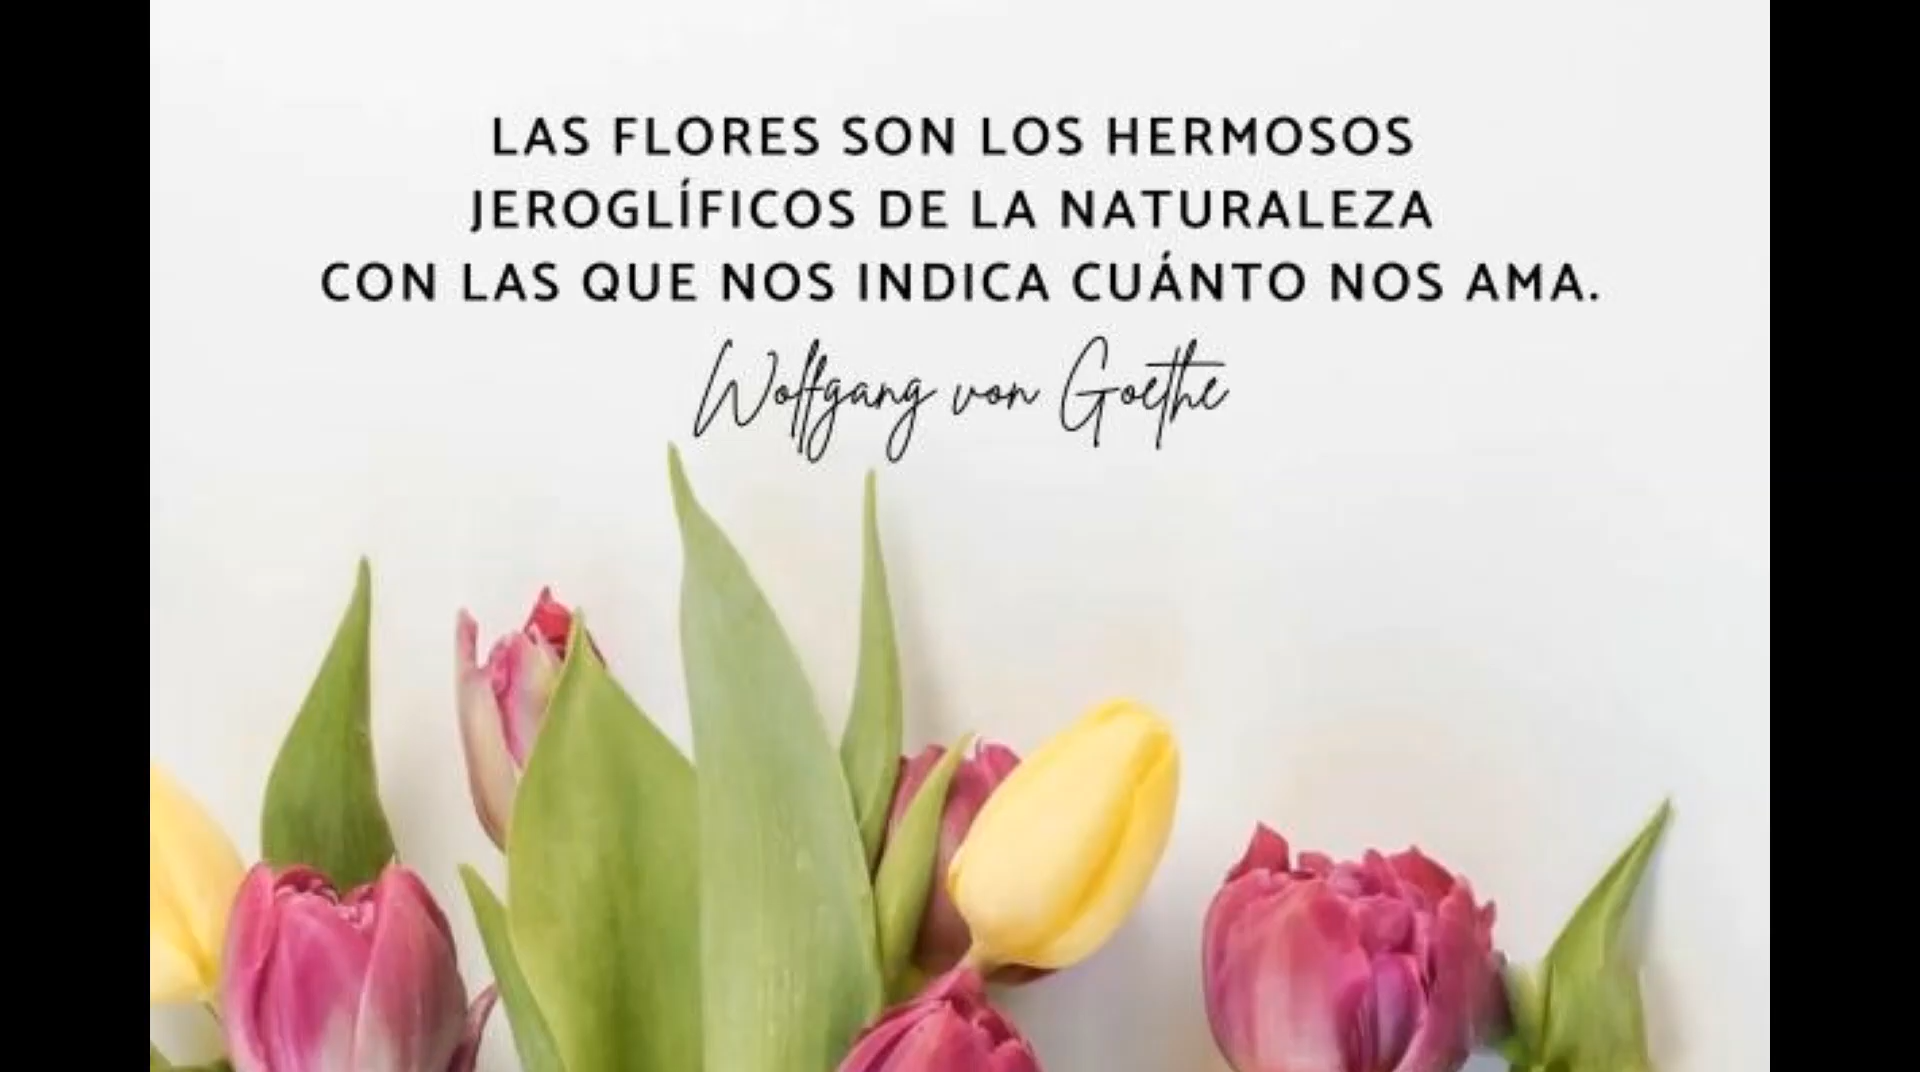 LAS FLORES SON LOS HERMOSOS
JEROGLÍFICOS DE LA NATURALEZA
CON LAS QUE NOS INDICA CUÁNTO NOS AMA.
Wolfgang von Goethe